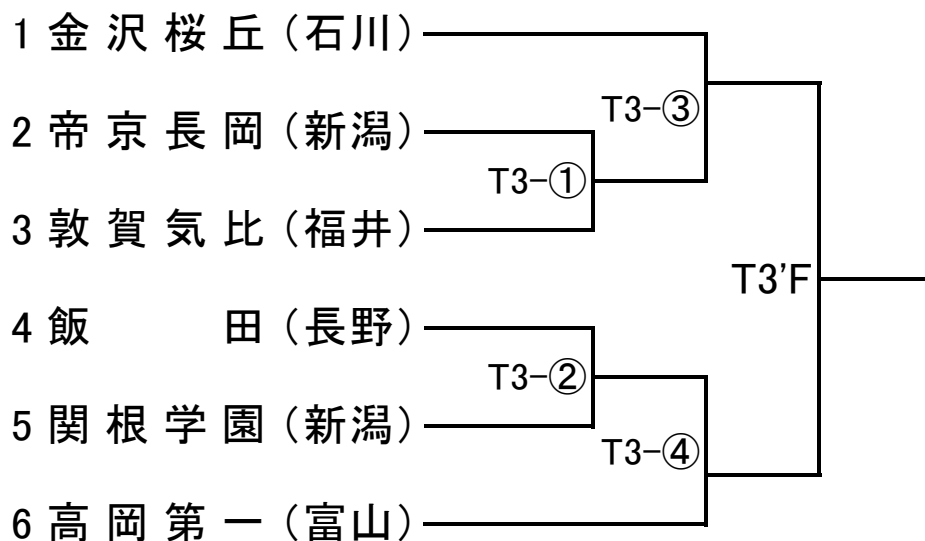 1 金沢桜丘(石川)
T3-③
2 帝京長岡(新潟)
T3-①
3 敦賀気比(福井)
T3'F
4 飯田(長野)
T3-②
5 関根学園(新潟)
T3-④
6 高岡第一(富山)